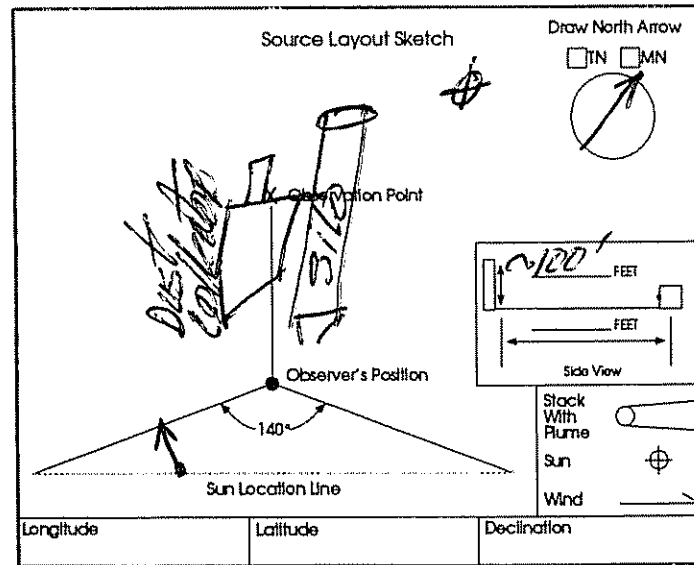 Source Layout Sketch
Draw North Arrow
TN MN
Observation Point
Dust
Silo
~100' FEET
FEET
Side View
Observer's Position
140°
Sun Location Line
Stack
With
Plume
Sun
Wind
Longitude
Latitude
Declination